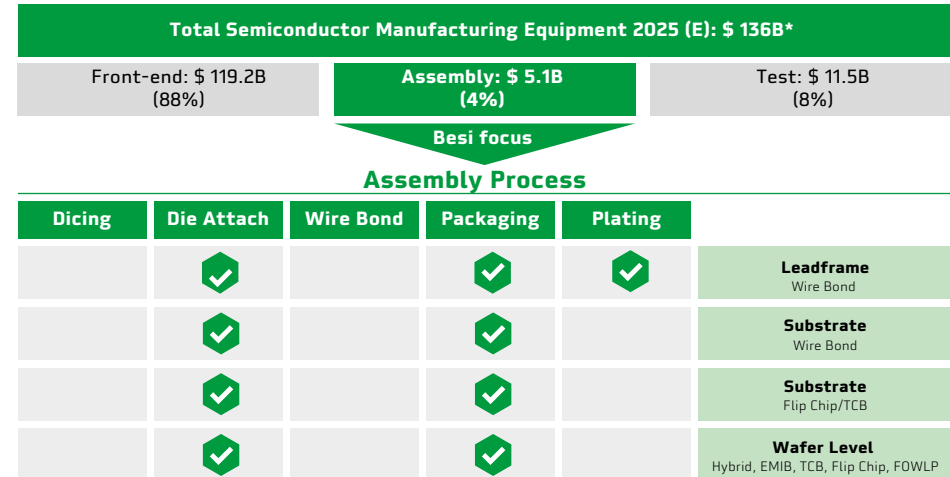 Total Semiconductor Manufacturing Equipment 2025 (E): $ 136B*
Front-end: $ 119.2B
(88%)
Assembly: $ 5.1B
(4%)
Test: $ 11.5B
(8%)
Besi focus
Assembly Process
Dicing
Die Attach
Wire Bond
Packaging
Plating
Leadframe
Wire Bond
Substrate
Wire Bond
Substrate
Flip Chip/TCB
Wafer Level
Hybrid, EMIB, TCB, Flip Chip, FOWLP